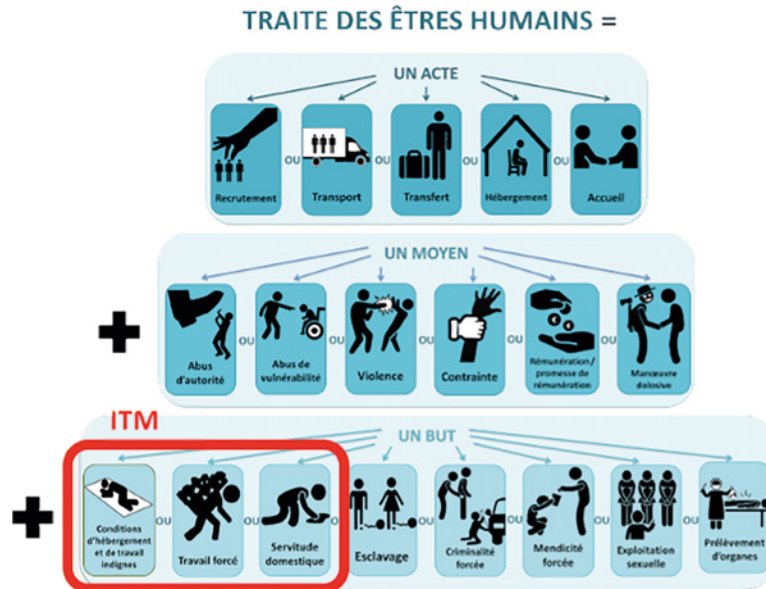 TRAITE DES ÊTRES HUMAINS =
UN ACTE
Recrutement
OU
Transport
OU
Transfert
OU
Hébergement
OU
Accueil
+
UN MOYEN
Abus
d'autorité
OU
Abus de
vulnérabilité
OU
Violence
OU
Contrainte
OU
Rémunération /
promesse de
rémunération
OU
Manœuvre
dolosive
ITM
+
UN BUT
Conditions
d'hébergement
et de travail
indignes
OU
Travail forcé
OU
Servitude
domestique
OU
Esclavage
OU
Criminalité
forcée
OU
Mendicité
forcée
OU
Exploitation
sexuelle
OU
Prélèvement
d'organes